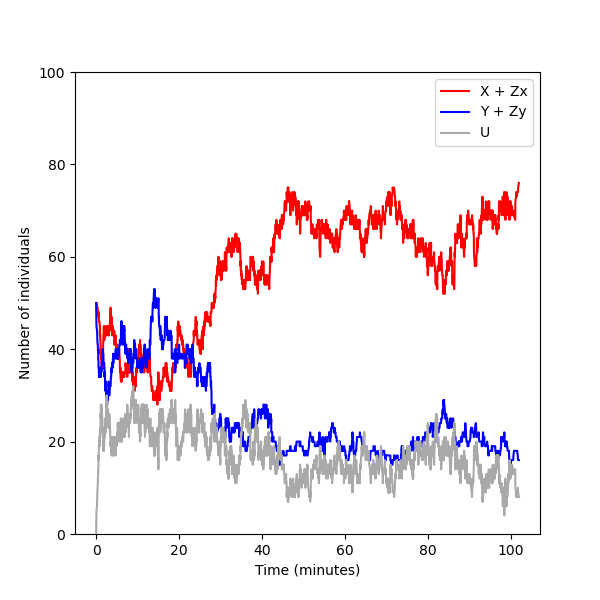 100
80
60
40
20
0
Number of individuals
X + Zx
Y + Zy
U
0 20 40 60 80 100
Time (minutes)